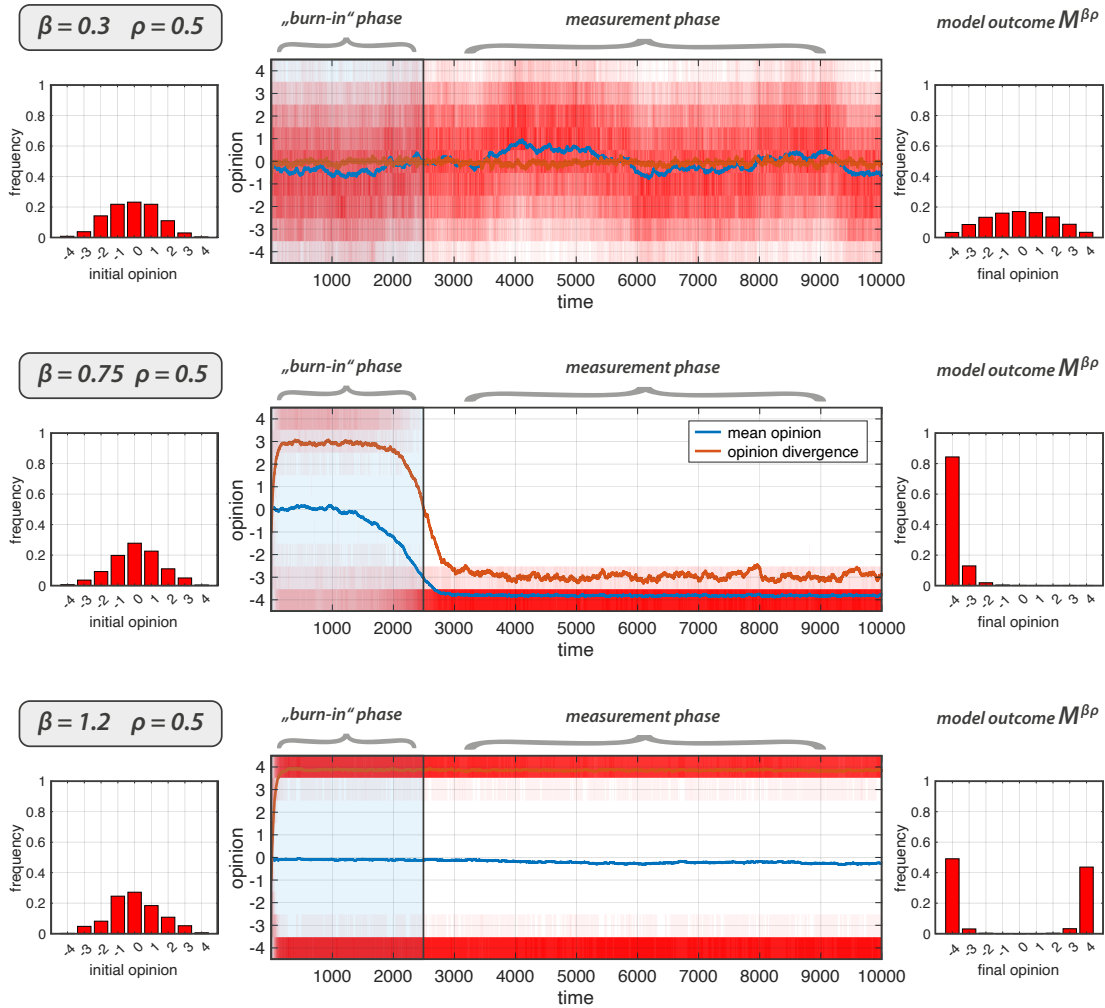 β = 0.3 ρ = 0.5
„burn-in“ phase
measurement phase
model outcome M^βρ
frequency
1
0.8
0.6
0.4
0.2
0
-4 -3 -2 -1 0 1 2 3 4
initial opinion
opinion
4
3
2
1
0
-1
-2
-3
-4
1000 2000 3000 4000 5000 6000 7000 8000 9000 10000
time
frequency
1
0.8
0.6
0.4
0.2
0
-4 -3 -2 -1 0 1 2 3 4
final opinion
β = 0.75 ρ = 0.5
„burn-in“ phase
measurement phase
model outcome M^βρ
frequency
1
0.8
0.6
0.4
0.2
0
-4 -3 -2 -1 0 1 2 3 4
initial opinion
opinion
4
3
2
1
0
-1
-2
-3
-4
mean opinion
opinion divergence
1000 2000 3000 4000 5000 6000 7000 8000 9000 10000
time
frequency
1
0.8
0.6
0.4
0.2
0
-4 -3 -2 -1 0 1 2 3 4
final opinion
β = 1.2 ρ = 0.5
„burn-in“ phase
measurement phase
model outcome M^βρ
frequency
1
0.8
0.6
0.4
0.2
0
-4 -3 -2 -1 0 1 2 3 4
initial opinion
opinion
4
3
2
1
0
-1
-2
-3
-4
1000 2000 3000 4000 5000 6000 7000 8000 9000 10000
time
frequency
1
0.8
0.6
0.4
0.2
0
-4 -3 -2 -1 0 1 2 3 4
final opinion